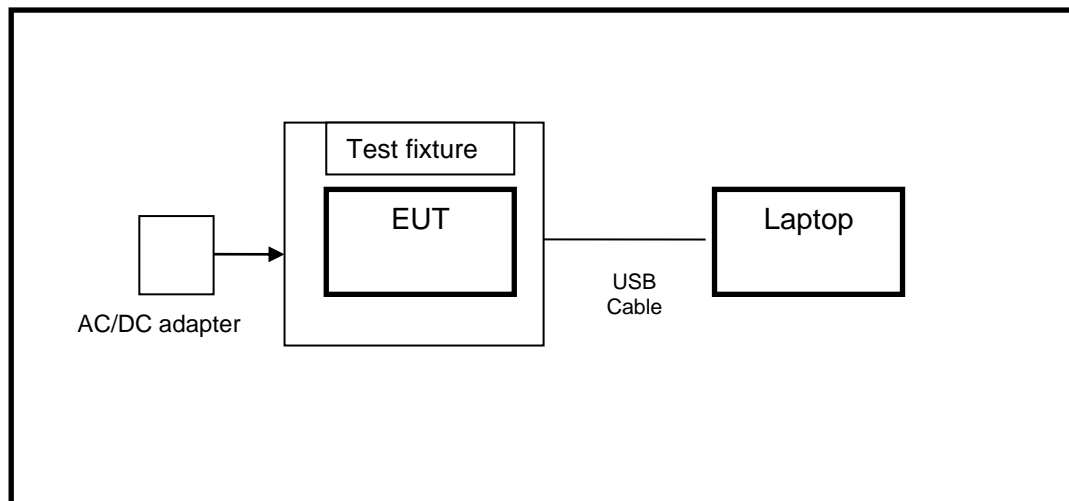 Test fixture
EUT
Laptop
USB
Cable
AC/DC adapter